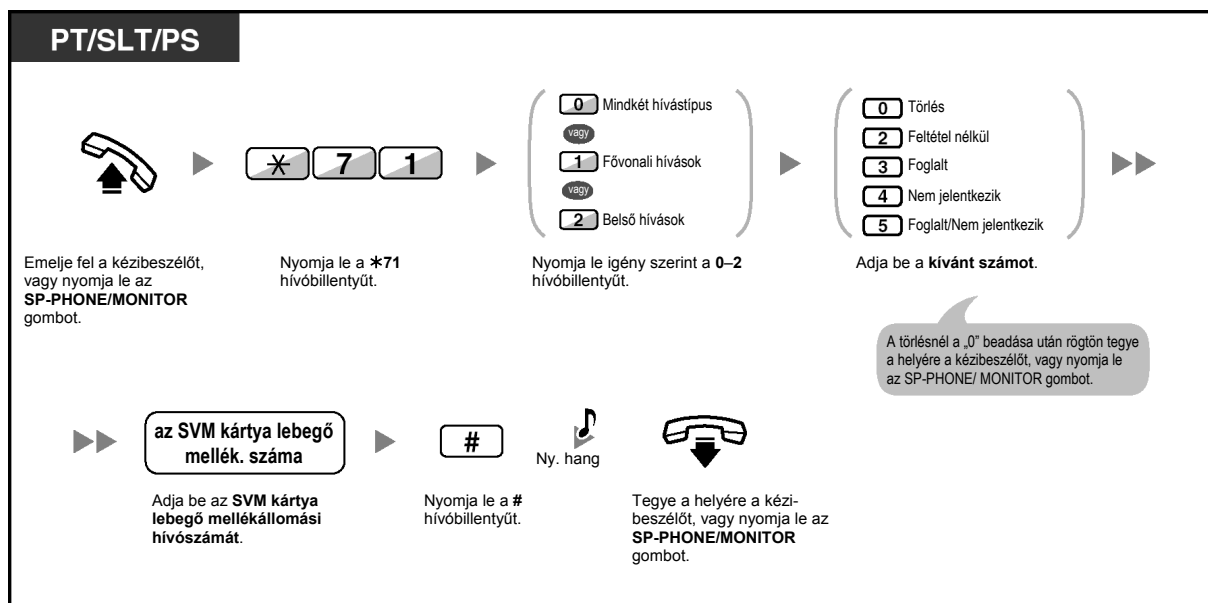 PT/SLT/PS
0 Mindkét hívástípus
vagy
1 Fővonali hívások
vagy
2 Belső hívások
0 Törlés
2 Feltétel nélkül
3 Foglalt
4 Nem jelentkezik
5 Foglalt/Nem jelentkezik
* 7 1
Emelje fel a kézibeszélőt,
vagy nyomja le az
SP-PHONE/MONITOR
gombot.
Nyomja le a *71
hívóbillentyűt.
Nyomja le igény szerint a 0–2
hívóbillentyűt.
Adja be a kívánt számot.
A törlésnél a „0” beadása után rögtön tegye
a helyére a kézibeszélőt, vagy nyomja le
az SP-PHONE/ MONITOR gombot.
az SVM kártya lebegő
mellék. száma
#
Ny. hang
Adja be az SVM kártya
lebegő mellékállomási
hívószámát.
Nyomja le a #
hívóbillentyűt.
Tegye a helyére a kézi-
beszélőt, vagy nyomja le az
SP-PHONE/MONITOR
gombot.